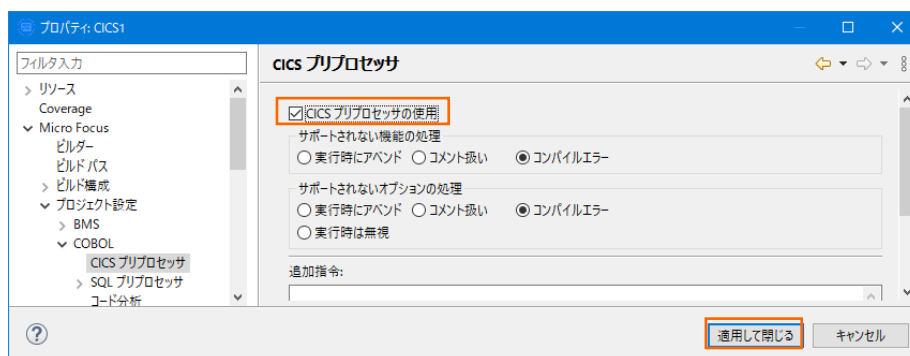 プロパティ: CICS1
フィルタ入力
リソース
Coverage
Micro Focus
ビルダー
ビルド パス
ビルド構成
プロジェクト設定
BMS
COBOL
CICS プリプロセッサ
SQL プリプロセッサ
コード分析
CICS プリプロセッサ
CICS プリプロセッサの使用
サポートされない機能の処理
実行時にアベンド コメント扱い コンパイルエラー
サポートされないオプションの処理
実行時にアベンド コメント扱い コンパイルエラー
実行時は無視
追加指令:
適用して閉じる キャンセル